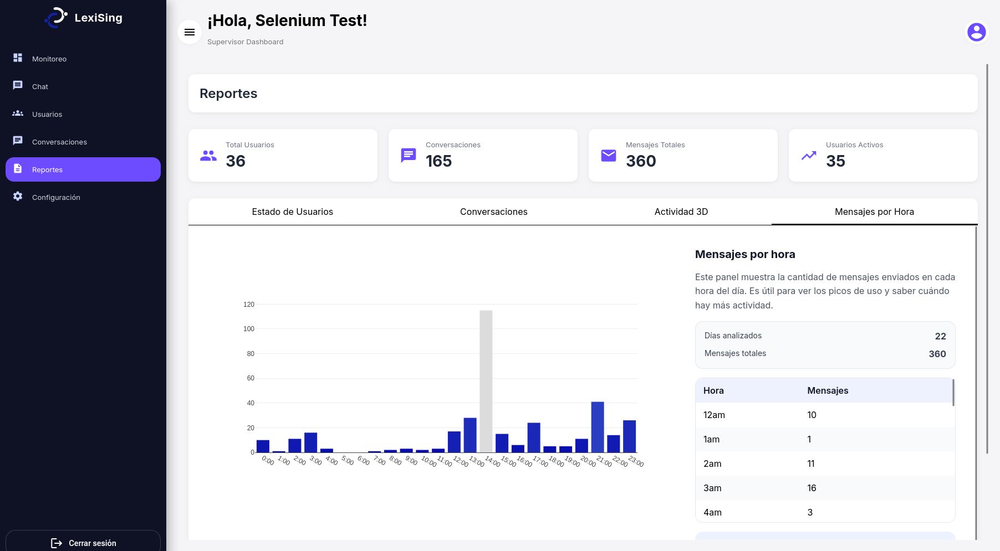 LexiSing
Monitoreo
Chat
Usuarios
Conversaciones
Reportes
Configuración
Cerrar sesión
¡Hola, Selenium Test!
Supervisor Dashboard
Reportes
Total Usuarios
36
Conversaciones
165
Mensajes Totales
360
Usuarios Activos
35
Estado de Usuarios
Conversaciones
Actividad 3D
Mensajes por Hora
120
100
80
60
40
20
0
0:00
1:00
2:00
3:00
4:00
5:00
6:00
7:00
8:00
9:00
10:00
11:00
12:00
13:00
14:00
15:00
16:00
17:00
18:00
19:00
20:00
21:00
22:00
23:00
Mensajes por hora
Este panel muestra la cantidad de mensajes enviados en cada
hora del día. Es útil para ver los picos de uso y saber cuándo
hay más actividad.
Días analizados 22
Mensajes totales 360
Hora Mensajes
12am 10
1am 1
2am 11
3am 16
4am 3